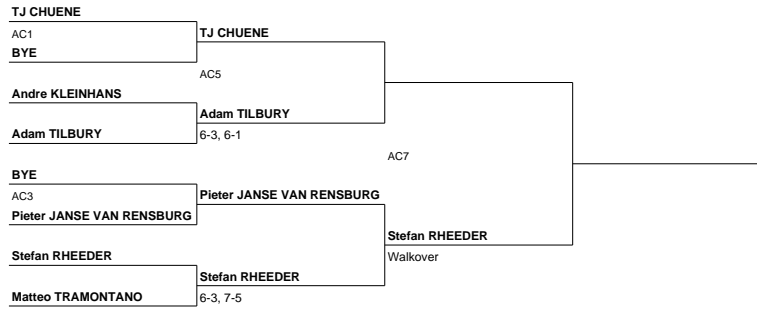 TJ CHUENE
AC1
BYE
TJ CHUENE
AC5
Andre KLEINHANS
Adam TILBURY
Adam TILBURY
6-3, 6-1
AC7
BYE
AC3
Pieter JANSE VAN RENSBURG
Pieter JANSE VAN RENSBURG
Stefan RHEEDER
Walkover
Stefan RHEEDER
Stefan RHEEDER
Matteo TRAMONTANO
6-3, 7-5